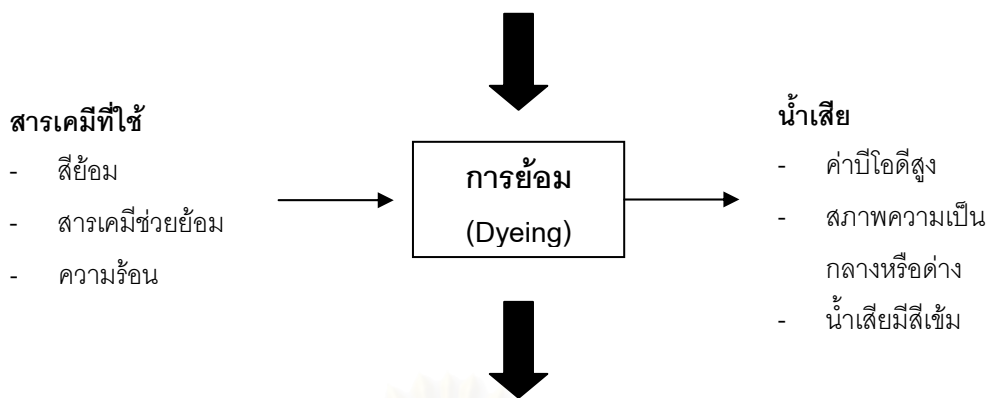 สารเคมีที่ใช้
- สีย้อม
- สารเคมีช่วยย้อม
- ความร้อน
การย้อม
(Dyeing)
น้ำเสีย
- ค่าบีโอดีสูง
- สภาพความเป็น
กลางหรือด่าง
- น้ำเสียมีสีเข้ม